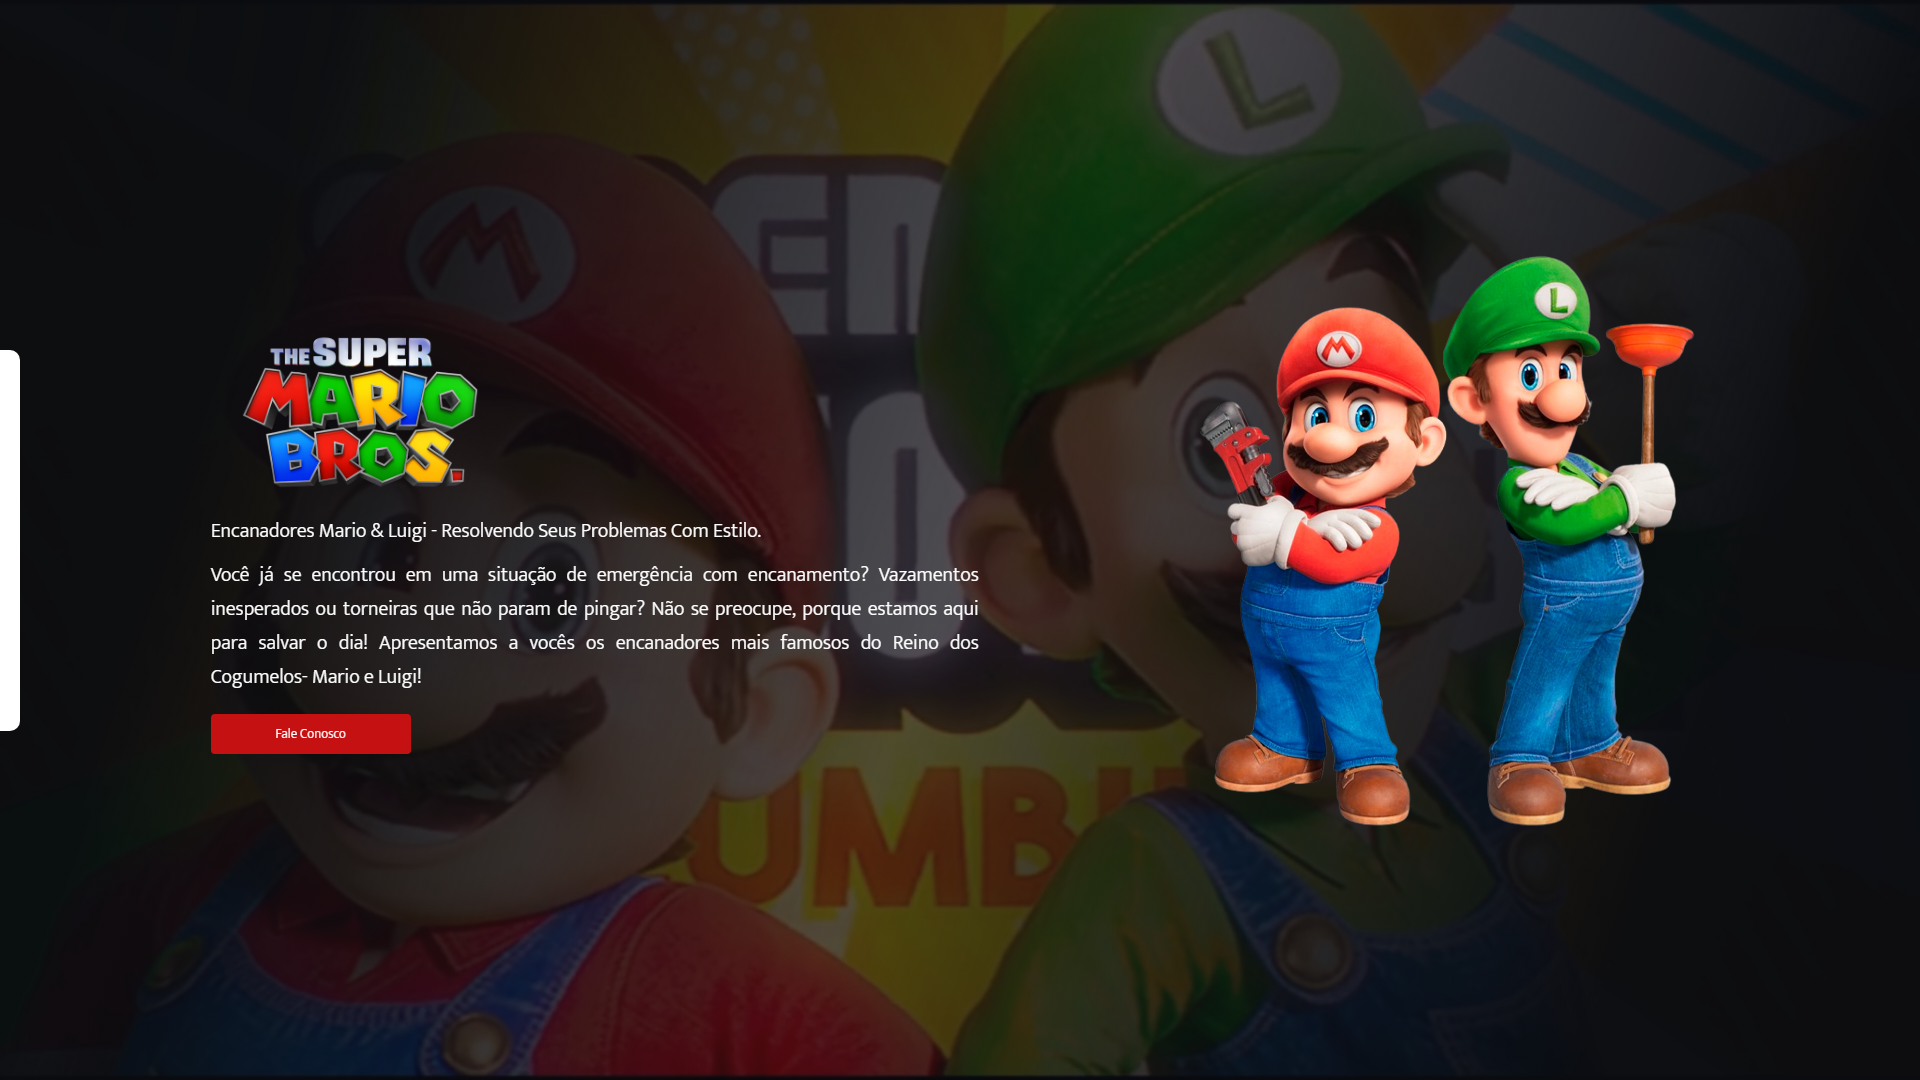 THE SUPER
MARIO
BROS.
Encanadores Mario & Luigi - Resolvendo Seus Problemas Com Estilo.
Você já se encontrou em uma situação de emergência com encanamento? Vazamentos
inesperados ou torneiras que não param de pingar? Não se preocupe, porque estamos aqui
para salvar o dia! Apresentamos a vocês os encanadores mais famosos do Reino dos
Cogumelos- Mario e Luigi!
Fale Conosco
M
L
M
L
UMBI